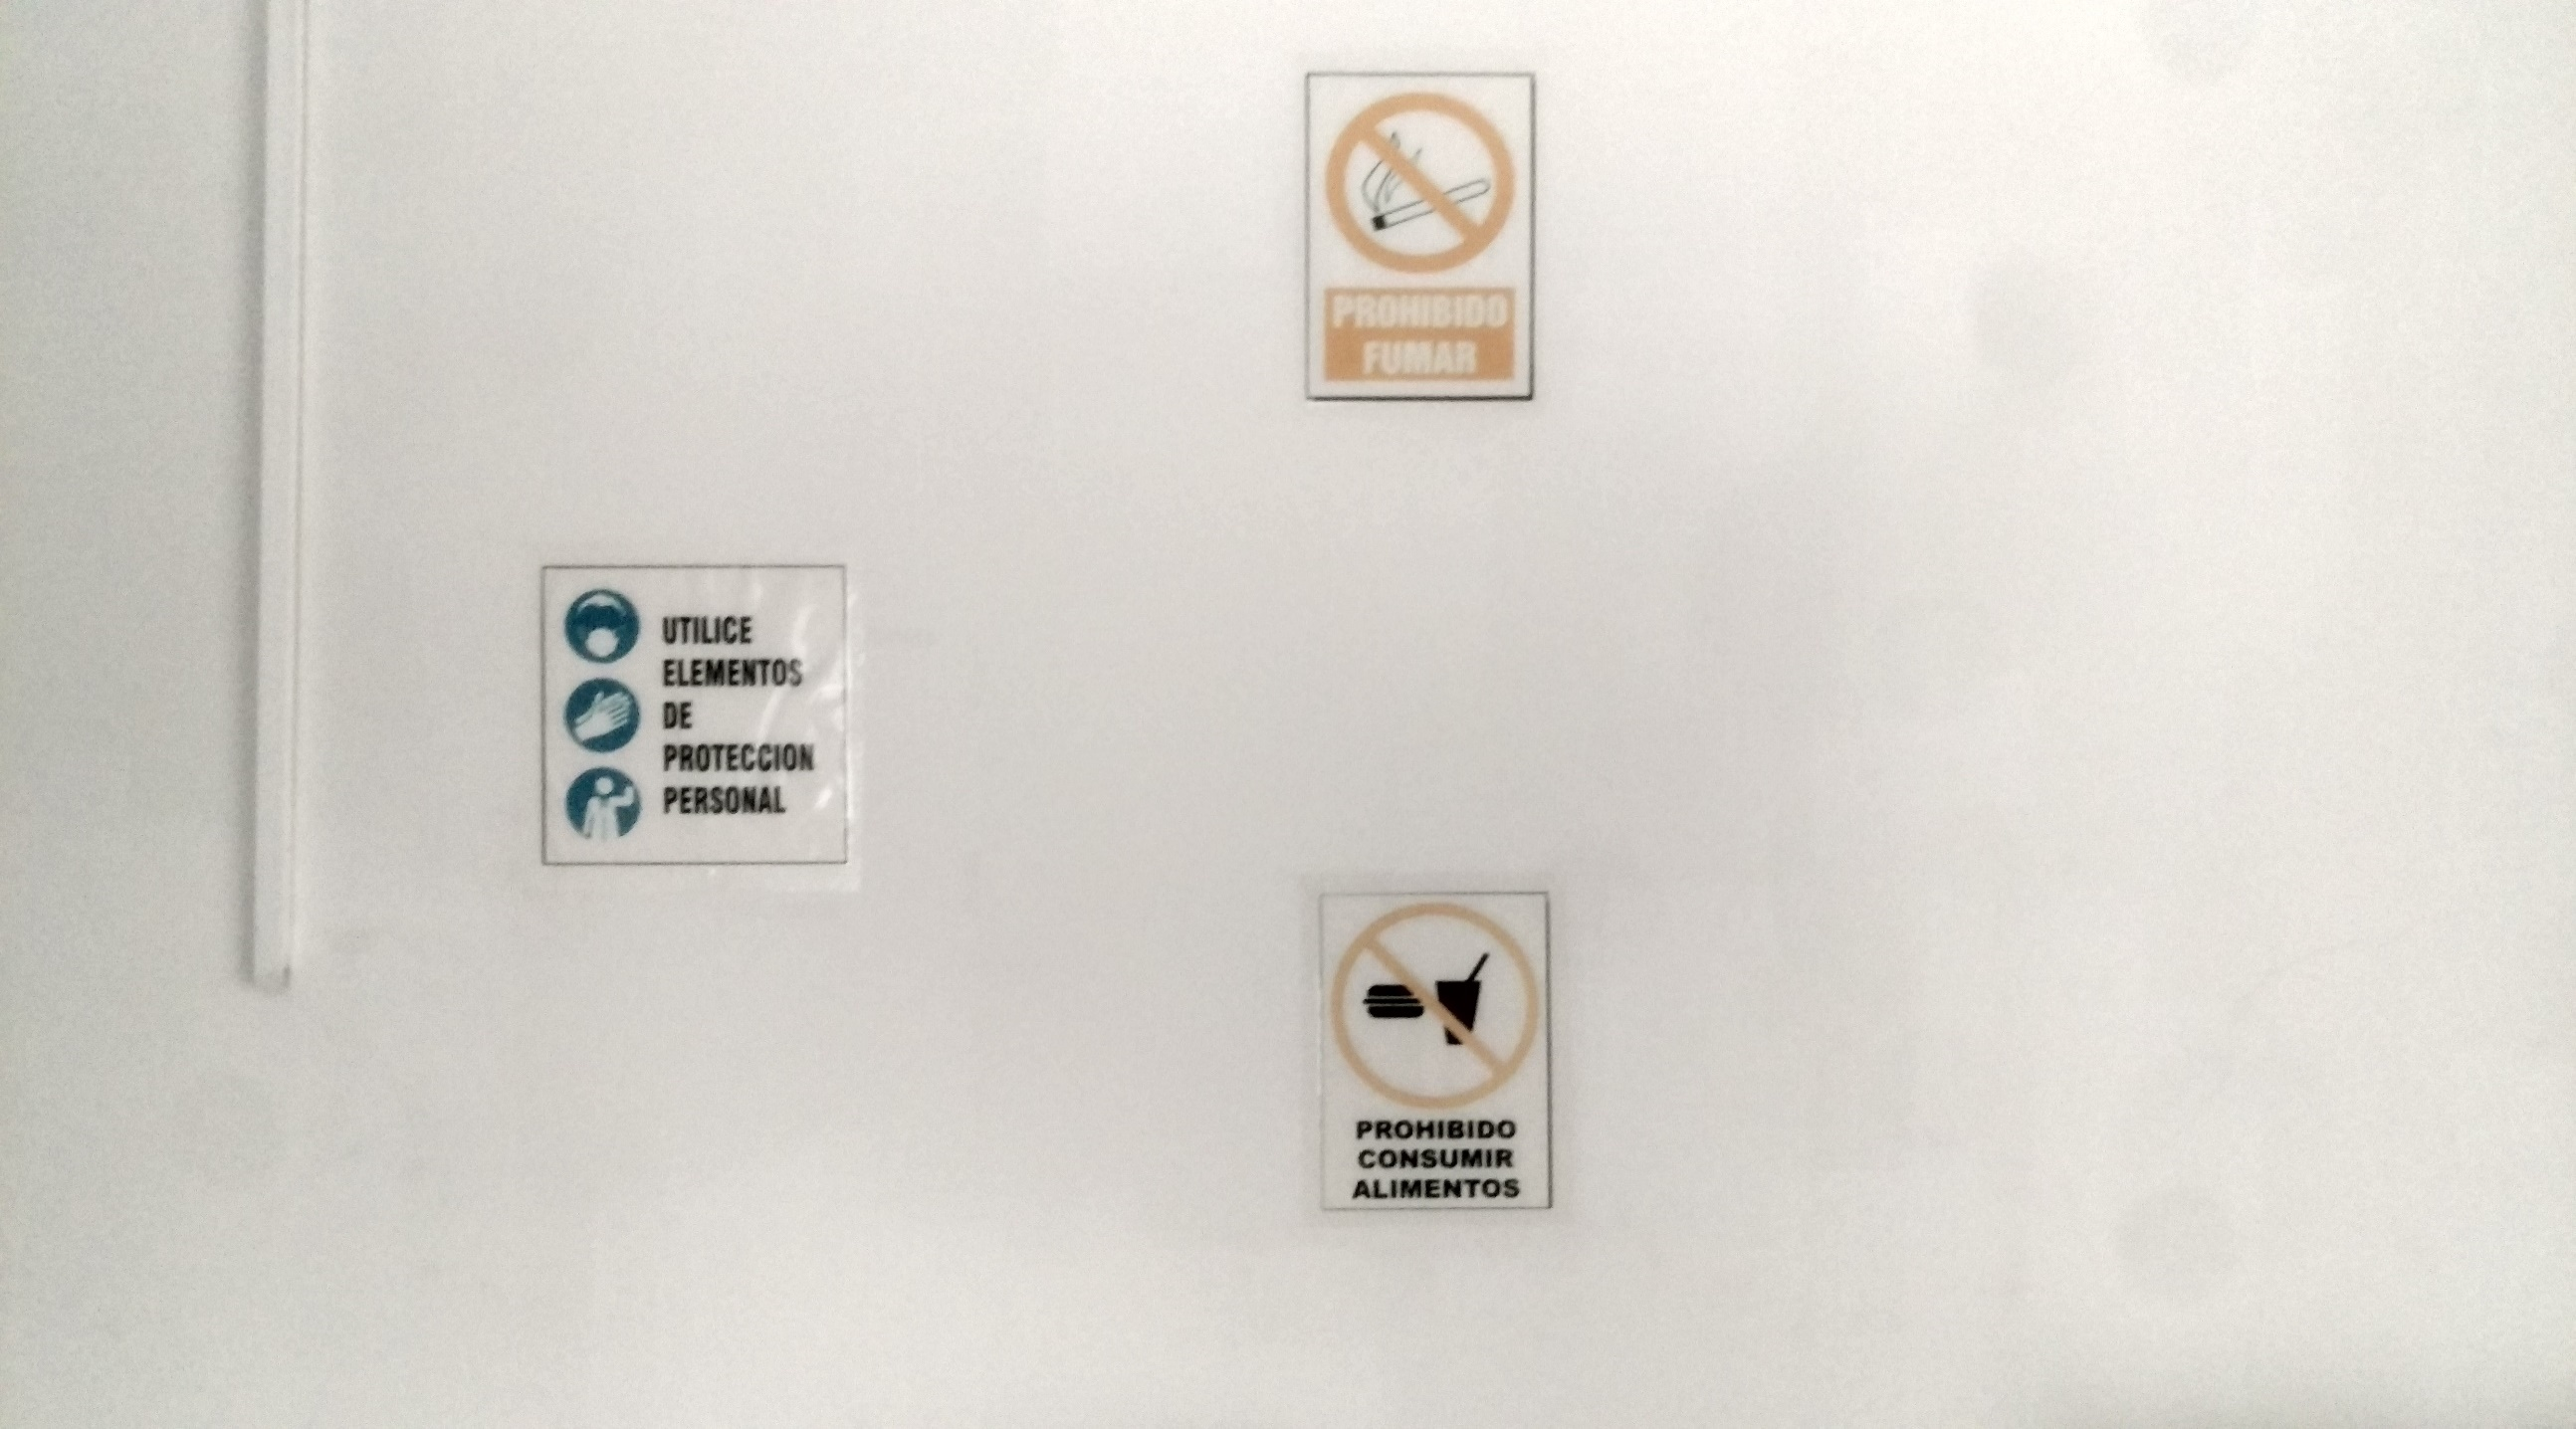 PROHIBIDO
FUMAR
UTILICE
ELEMENTOS
DE
PROTECCION
PERSONAL
PROHIBIDO
CONSUMIR
ALIMENTOS